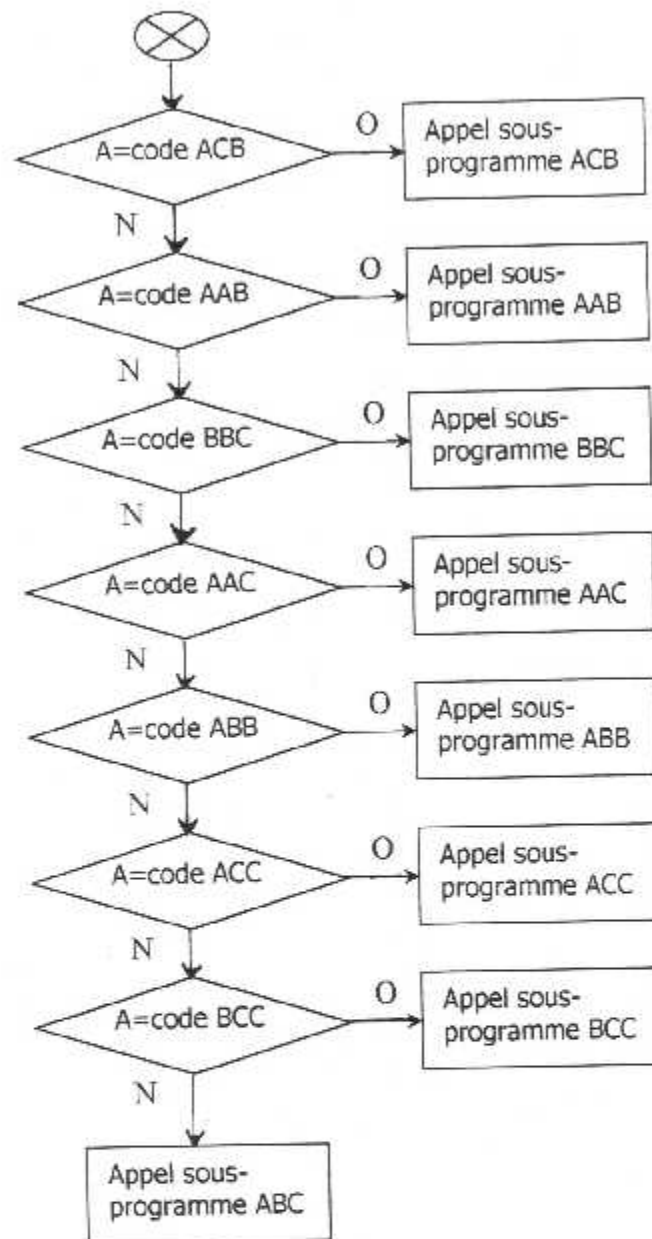 A=code ACB
O
Appel sous-
programme ACB
N
A=code AAB
O
Appel sous-
programme AAB
N
A=code BBC
O
Appel sous-
programme BBC
N
A=code AAC
O
Appel sous-
programme AAC
N
A=code ABB
O
Appel sous-
programme ABB
N
A=code ACC
O
Appel sous-
programme ACC
N
A=code BCC
O
Appel sous-
programme BCC
N
Appel sous-
programme ABC